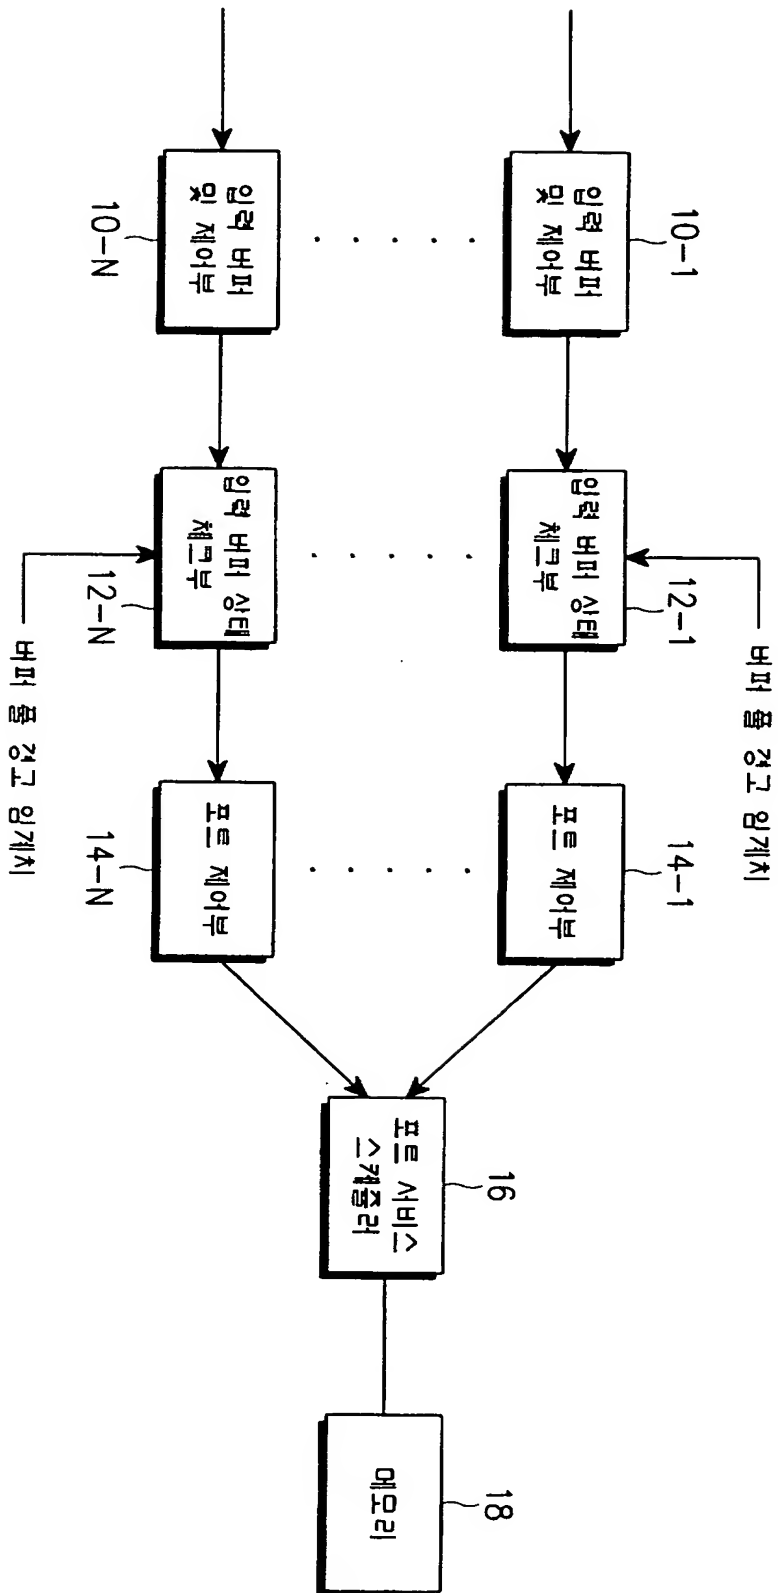 버퍼 풀 경고 임계치
10-1
12-1
14-1
입력 버퍼
및 제어부
입력 버퍼 상태
체크부
포트 제어부
16
18
포트 서비스
스케쥴러
메모리
입력 버퍼
및 제어부
입력 버퍼 상태
체크부
포트 제어부
10-N
12-N
14-N
버퍼 풀 경고 임계치